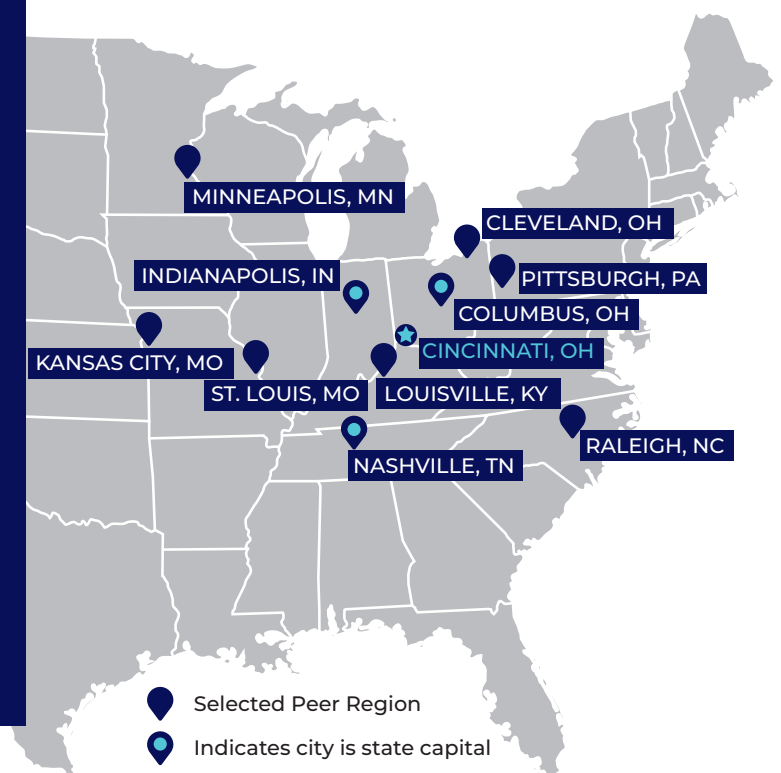 MINNEAPOLIS, MN
CLEVELAND, OH
INDIANAPOLIS, IN
PITTSBURGH, PA
COLUMBUS, OH
CINCINNATI, OH
KANSAS CITY, MO
ST. LOUIS, MO
LOUISVILLE, KY
RALEIGH, NC
NASHVILLE, TN
Selected Peer Region
Indicates city is state capital